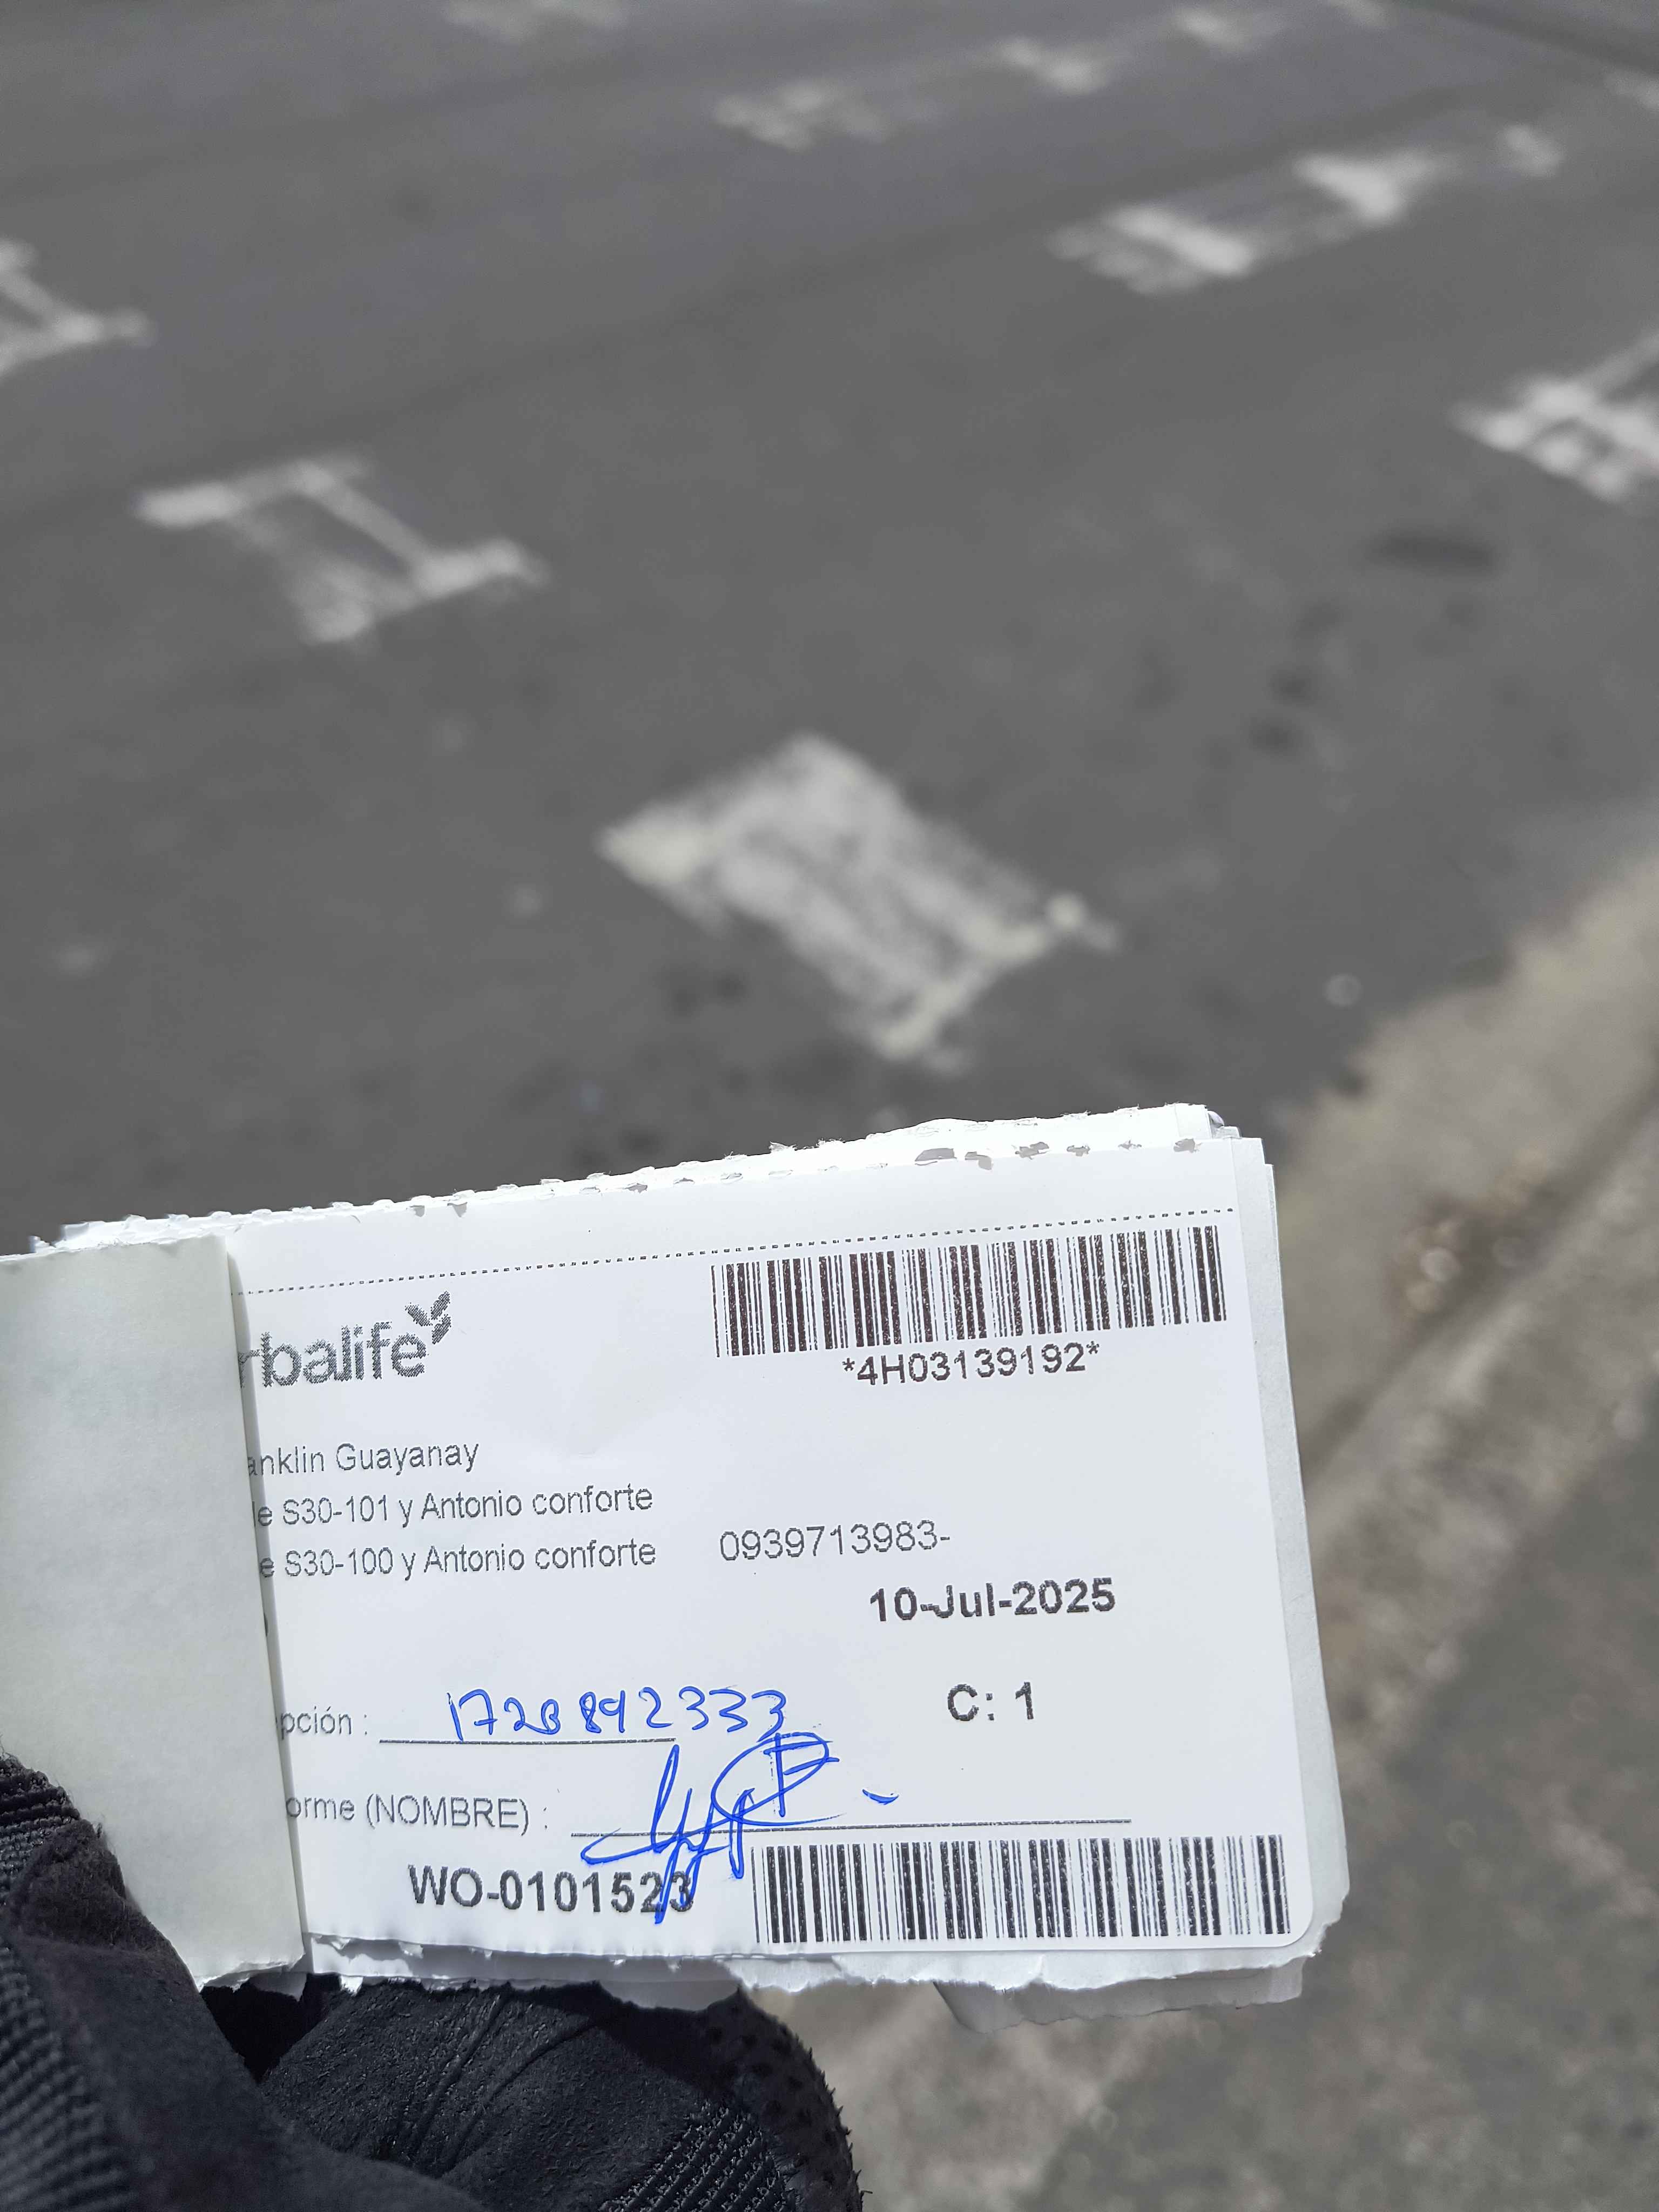 rbalife
*4H03139192*
anklin Guayanay
le S30-101 y Antonio conforte
e S30-100 y Antonio conforte
0939713983-
10-Jul-2025
pción : 1728892333
C: 1
orme (NOMBRE) :
WO-0101523